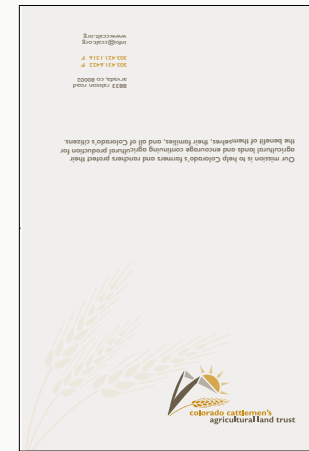 Our mission is to help Colorado's farmers and ranchers protect their
agricultural lands and encourage continuing agricultural production for
the benefit of themselves, their families, and all of Colorado's citizens.
8833 ralston road
arvada, co 80002
303.431.6422 P
303.431.1316 F
info@ccalt.org
www.ccalt.org
colorado cattlemen's
agricultural land trust